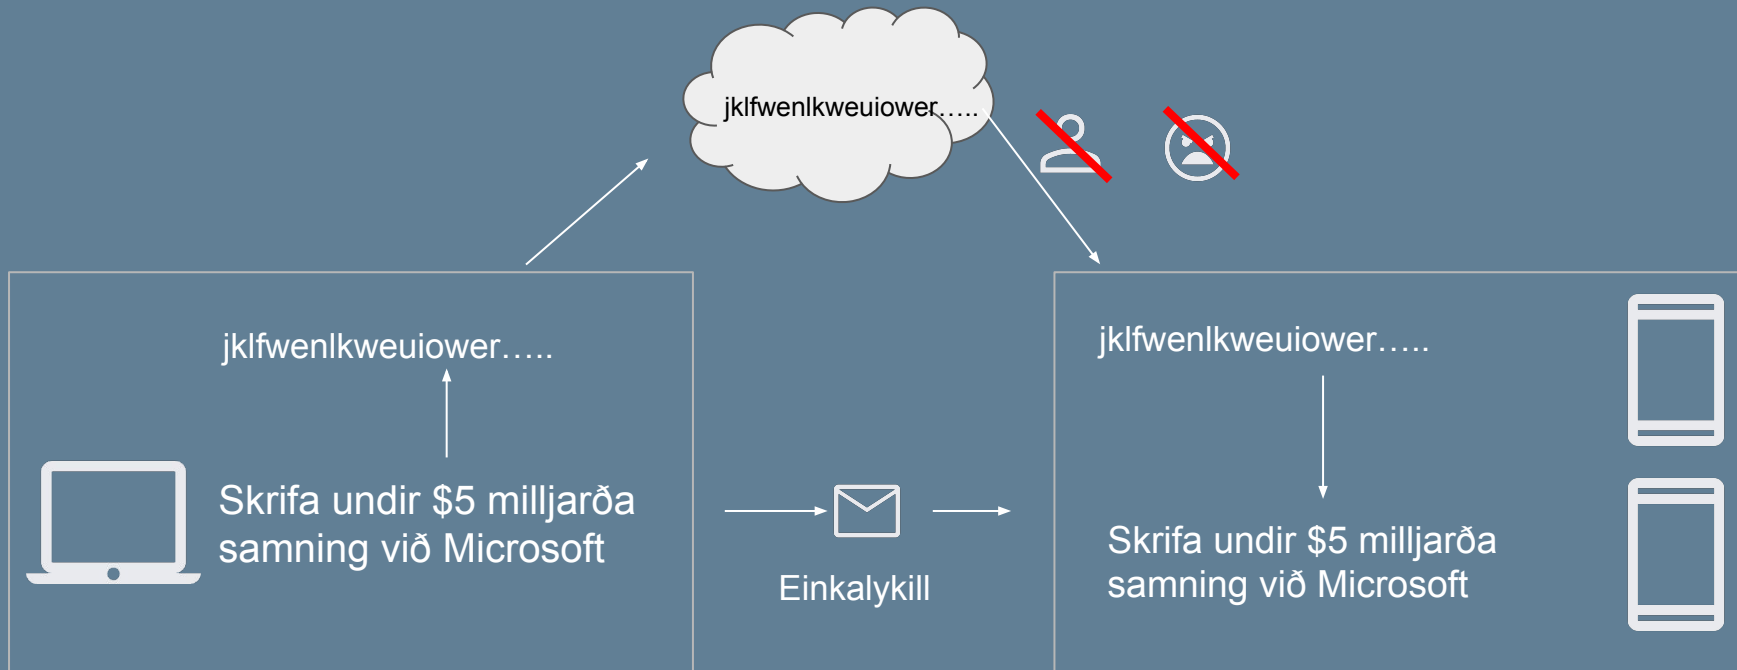 jklfwenlkweuiower…..
jklfwenlkweuiower…..
Skrifa undir $5 milljarða
samning við Microsoft
Einkalykill
jklfwenlkweuiower…..
Skrifa undir $5 milljarða
samning við Microsoft